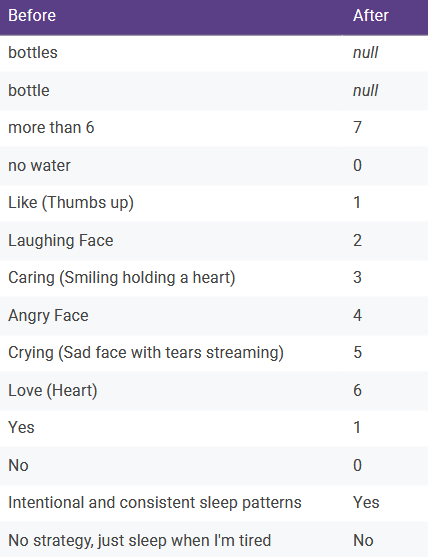 Before After
bottles null
bottle null
more than 6 7
no water 0
Like (Thumbs up) 1
Laughing Face 2
Caring (Smiling holding a heart) 3
Angry Face 4
Crying (Sad face with tears streaming) 5
Love (Heart) 6
Yes 1
No 0
Intentional and consistent sleep patterns Yes
No strategy, just sleep when I'm tired No